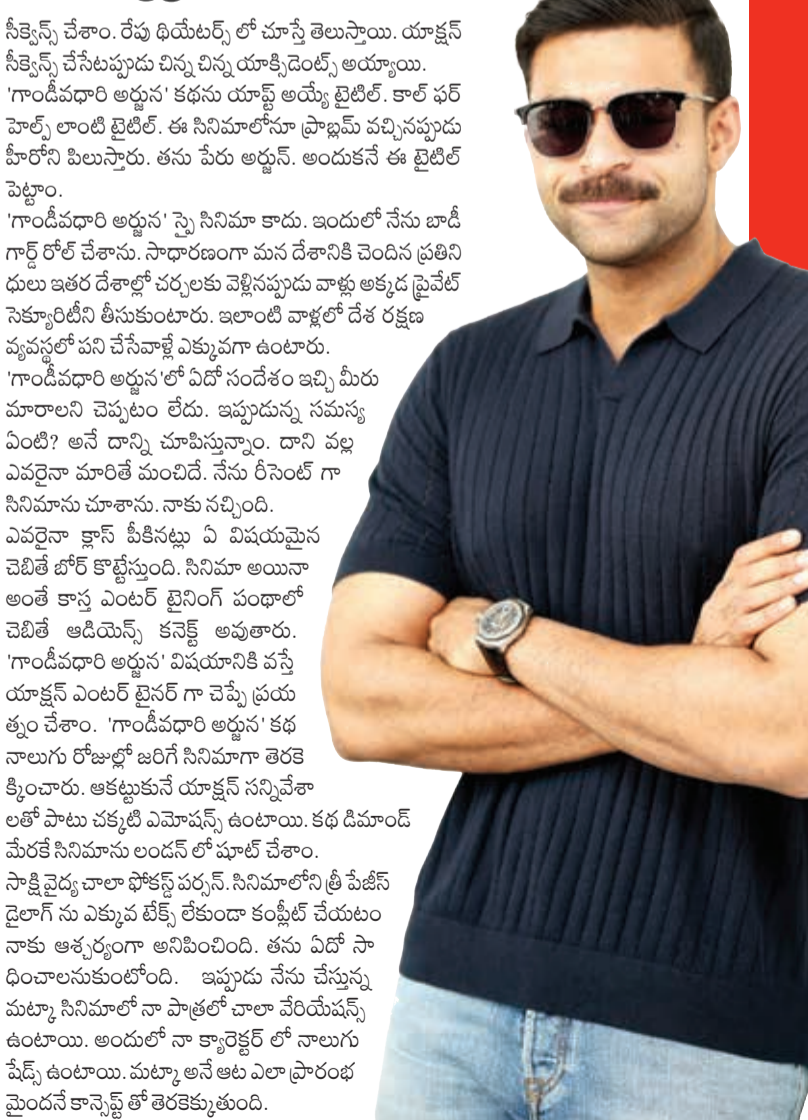 సీక్వెన్స్ చేశాం. రేపు థియేటర్స్ లో చూస్తే తెలుస్తాయి. యాక్షన్
సీక్వెన్స్ చేసేటప్పుడు చిన్న చిన్న యాక్సిడెంట్స్ అయ్యాయి.
'గాండీవధారి అర్జున' కథను యాప్ట్ అయ్యే టైటిల్. కాల్ ఫర్
హెల్ప్ లాంటి టైటిల్. ఈ సినిమాలోనూ ప్రాబ్లమ్ వచ్చినప్పుడు
హీరోని పిలుస్తారు. తను పేరు అర్జున్. అందుకనే ఈ టైటిల్
పెట్టాం.
'గాండీవధారి అర్జున' స్పై సినిమా కాదు. ఇందులో నేను బాడీ
గార్డ్ రోల్ చేశాను. సాధారణంగా మన దేశానికి చెందిన ప్రతిని
ధులు ఇతర దేశాల్లో చర్చలకు వెళ్లినప్పుడు వాళ్లు అక్కడ ప్రైవేట్
సెక్యూరిటీని తీసుకుంటారు. ఇలాంటి వాళ్లలో దేశ రక్షణ
వ్యవస్థలో పని చేసేవాళ్లే ఎక్కువగా ఉంటారు.
'గాండీవధారి అర్జున'లో ఏదో సందేశం ఇచ్చి మీరు
మారాలని చెప్పటం లేదు. ఇప్పుడున్న సమస్య
ఏంటి? అనే దాన్ని చూపిస్తున్నాం. దాని వల్ల
ఎవరైనా మారితే మంచిదే. నేను రీసెంట్ గా
సినిమాను చూశాను. నాకు నచ్చింది.
ఎవరైనా క్లాస్ పీకినట్లు ఏ విషయమైన
చెబితే బోర్ కొట్టేస్తుంది. సినిమా అయినా
అంతే కాస్త ఎంటర్ టైనింగ్ పంథాలో
చెబితే ఆడియెన్స్ కనెక్ట్ అవుతారు.
'గాండీవధారి అర్జున' విషయానికి వస్తే
యాక్షన్ ఎంటర్ టైనర్ గా చెప్పే ప్రయ
త్నం చేశాం. 'గాండీవధారి అర్జున' కథ
నాలుగు రోజుల్లో జరిగే సినిమాగా తెరకె
క్కించారు. ఆకట్టుకునే యాక్షన్ సన్నివేశా
లతో పాటు చక్కటి ఎమోషన్స్ ఉంటాయి. కథ డిమాండ్
మేరకే సినిమాను లండన్ లో షూట్ చేశాం.
సాక్షి వైద్య చాలా ఫోకస్డ్ పర్సన్. సినిమాలోని త్రీ పేజీస్
డైలాగ్ ను ఎక్కువ టేక్స్ లేకుండా కంప్లీట్ చేయటం
నాకు ఆశ్చర్యంగా అనిపించింది. తను ఏదో సా
ధించాలనుకుంటోంది. ఇప్పుడు నేను చేస్తున్న
మట్కా సినిమాలో నా పాత్రలో చాలా వేరియేషన్స్
ఉంటాయి. అందులో నా క్యారెక్టర్ లో నాలుగు
షేడ్స్ ఉంటాయి. మట్కా అనే ఆట ఎలా ప్రారంభ
మైందనే కాన్సెప్ట్ తో తెరకెక్కుతుంది.